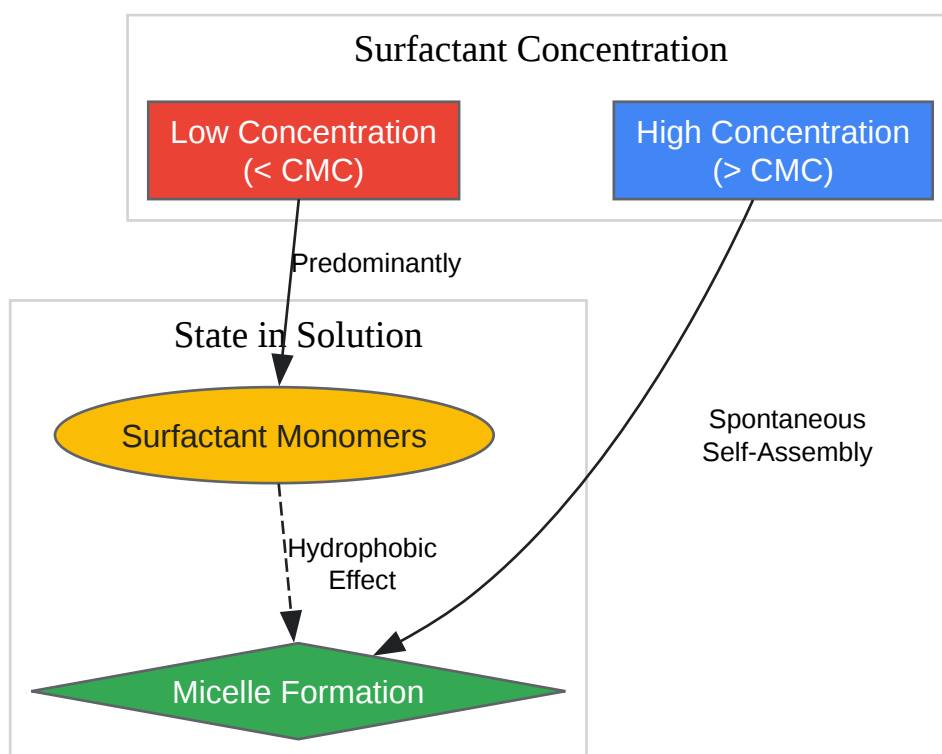 Surfactant Concentration
Low Concentration
(< CMC)
High Concentration
(> CMC)
Predominantly
State in Solution
Surfactant Monomers
Spontaneous
Self-Assembly
Hydrophobic
Effect
Micelle Formation